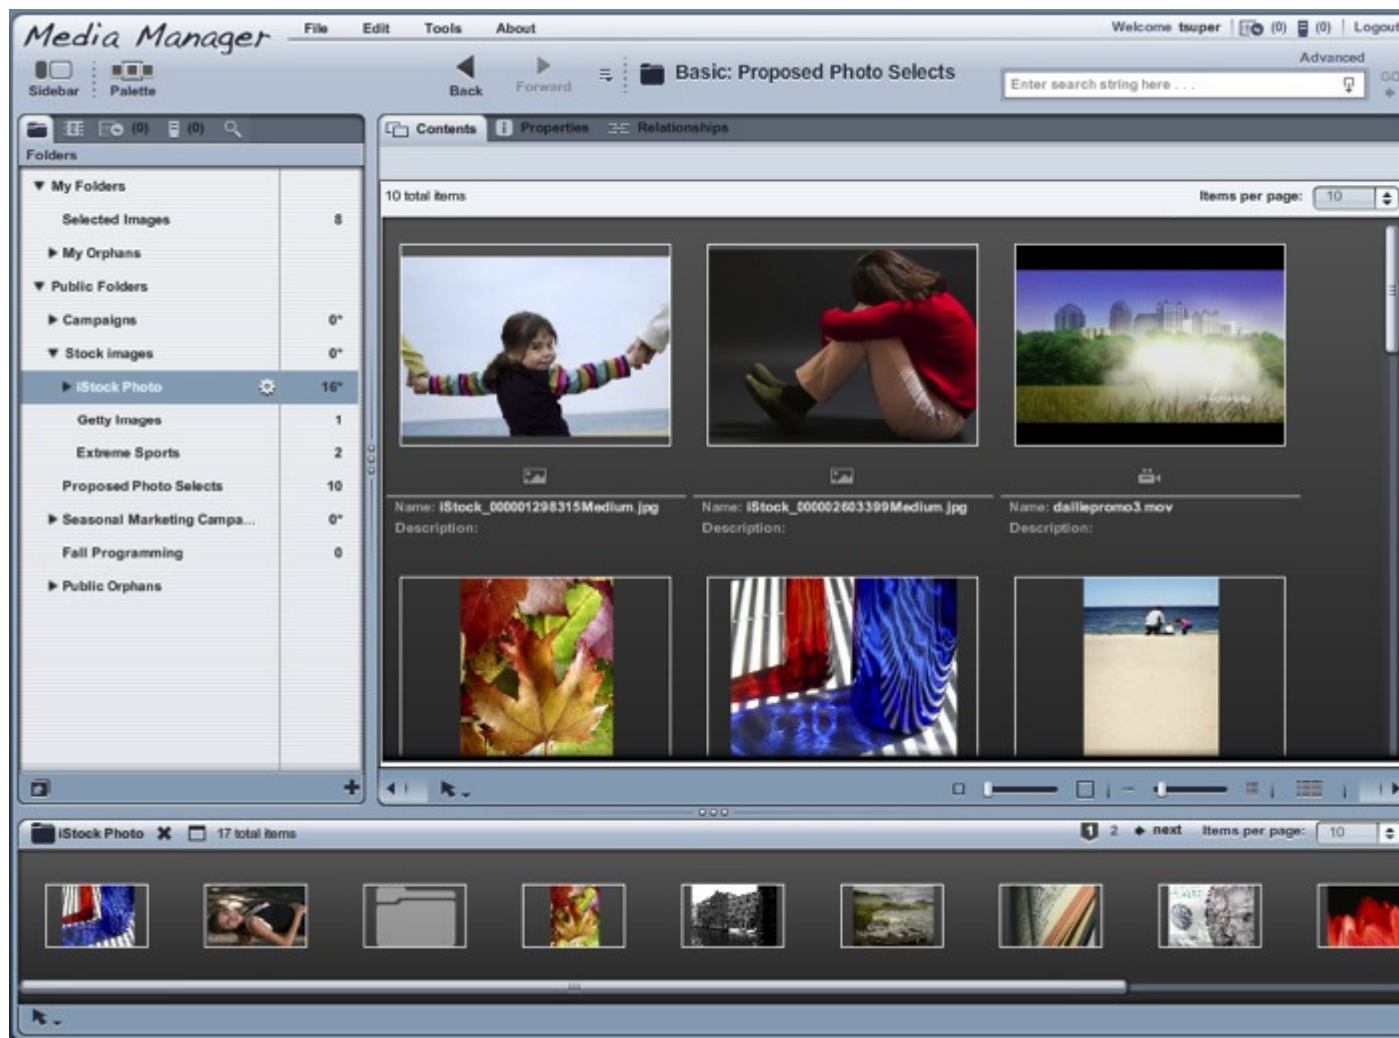 Media Manager
File Edit Tools About
Welcome tsuper (0) (0) Logout
Sidebar Palette
Back Forward
Basic: Proposed Photo Selects
Advanced
Enter search string here . . .
GO
(0) (0)
Folders
My Folders
Selected Images 8
My Orphans
Public Folders
Campaigns 0*
Stock images 0*
iStock Photo 16*
Getty Images 1
Extreme Sports 2
Proposed Photo Selects 10
Seasonal Marketing Campa... 0*
Fall Programming 0
Public Orphans
Contents Properties Relationships
10 total items
Items per page: 10
Name: iStock_000001298315Medium.jpg
Description:
Name: iStock_000002603399Medium.jpg
Description:
Name: dailiepromo3.mov
Description:
iStock Photo 17 total items
1 2 next Items per page: 10